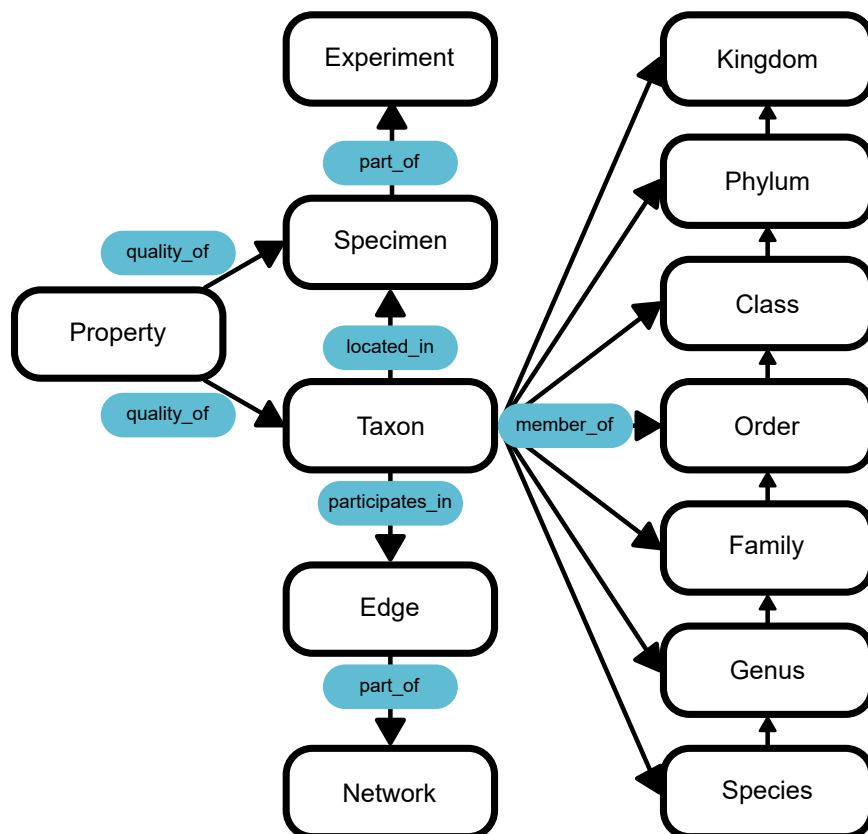 Experiment
Kingdom
part_of
Phylum
Specimen
quality_of
Class
Property
located_in
quality_of
Taxon
member_of
Order
participates_in
Family
Edge
Genus
part_of
Network
Species